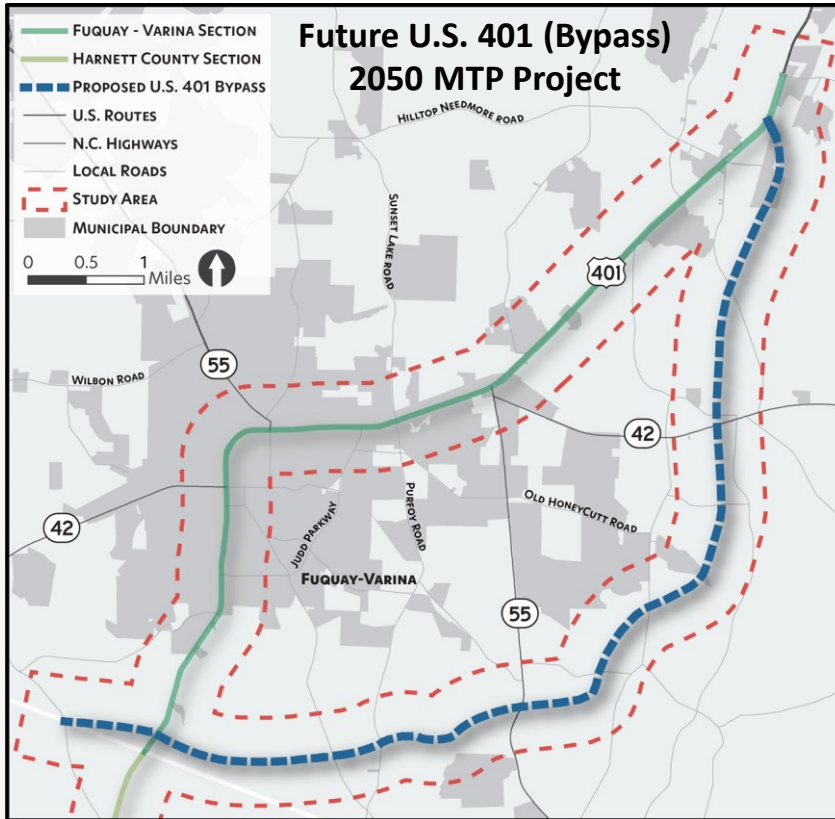 Future U.S. 401 (Bypass)
2050 MTP Project
FUQUAY - VARINA SECTION
HARNETT COUNTY SECTION
PROPOSED U.S. 401 BYPASS
U.S. ROUTES
N.C. HIGHWAYS
LOCAL ROADS
STUDY AREA
MUNICIPAL BOUNDARY
0 0.5 1
Miles
HILLTOP NEEDMORE ROAD
SUNSET LAKE ROAD
401
55
WILBON ROAD
42
42
OLD HONEYCUTT ROAD
PURFOY ROAD
JUDD PARKWAY
FUQUAY-VARINA
55